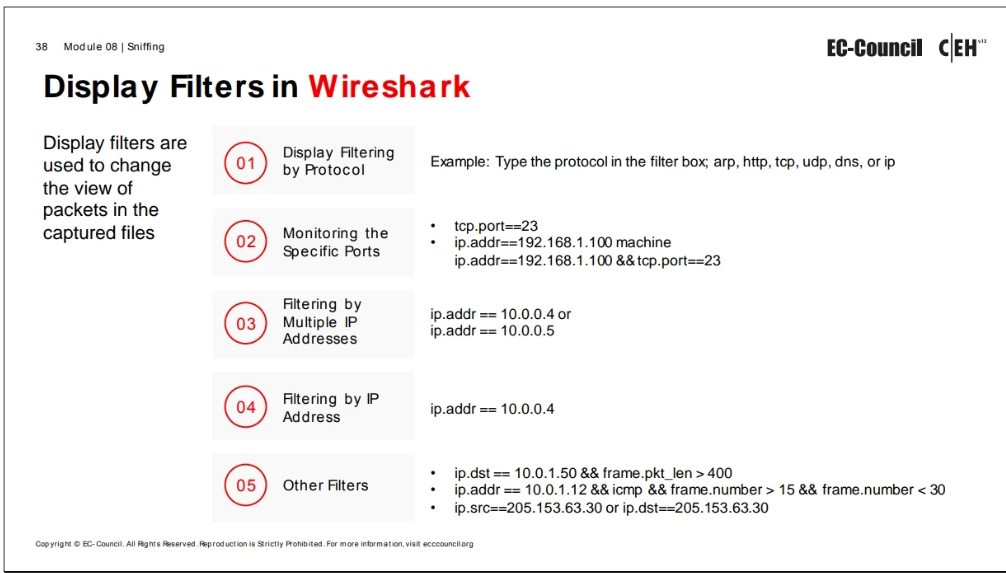 38 Module 08 | Sniffing
EC-Council C|EH v13
Display Filters in Wireshark
Display filters are
used to change
the view of
packets in the
captured files
01
Display Filtering
by Protocol
Example: Type the protocol in the filter box; arp, http, tcp, udp, dns, or ip
02
Monitoring the
Specific Ports
• tcp.port==23
• ip.addr==192.168.1.100 machine
ip.addr==192.168.1.100 && tcp.port==23
03
Filtering by
Multiple IP
Addresses
ip.addr == 10.0.0.4 or
ip.addr == 10.0.0.5
04
Filtering by IP
Address
ip.addr == 10.0.0.4
05
Other Filters
• ip.dst == 10.0.1.50 && frame.pkt_len > 400
• ip.addr == 10.0.1.12 && icmp && frame.number > 15 && frame.number < 30
• ip.src==205.153.63.30 or ip.dst==205.153.63.30
Copyright © EC-Council. All Rights Reserved. Reproduction is Strictly Prohibited. For more information, visit ecccouncil.org